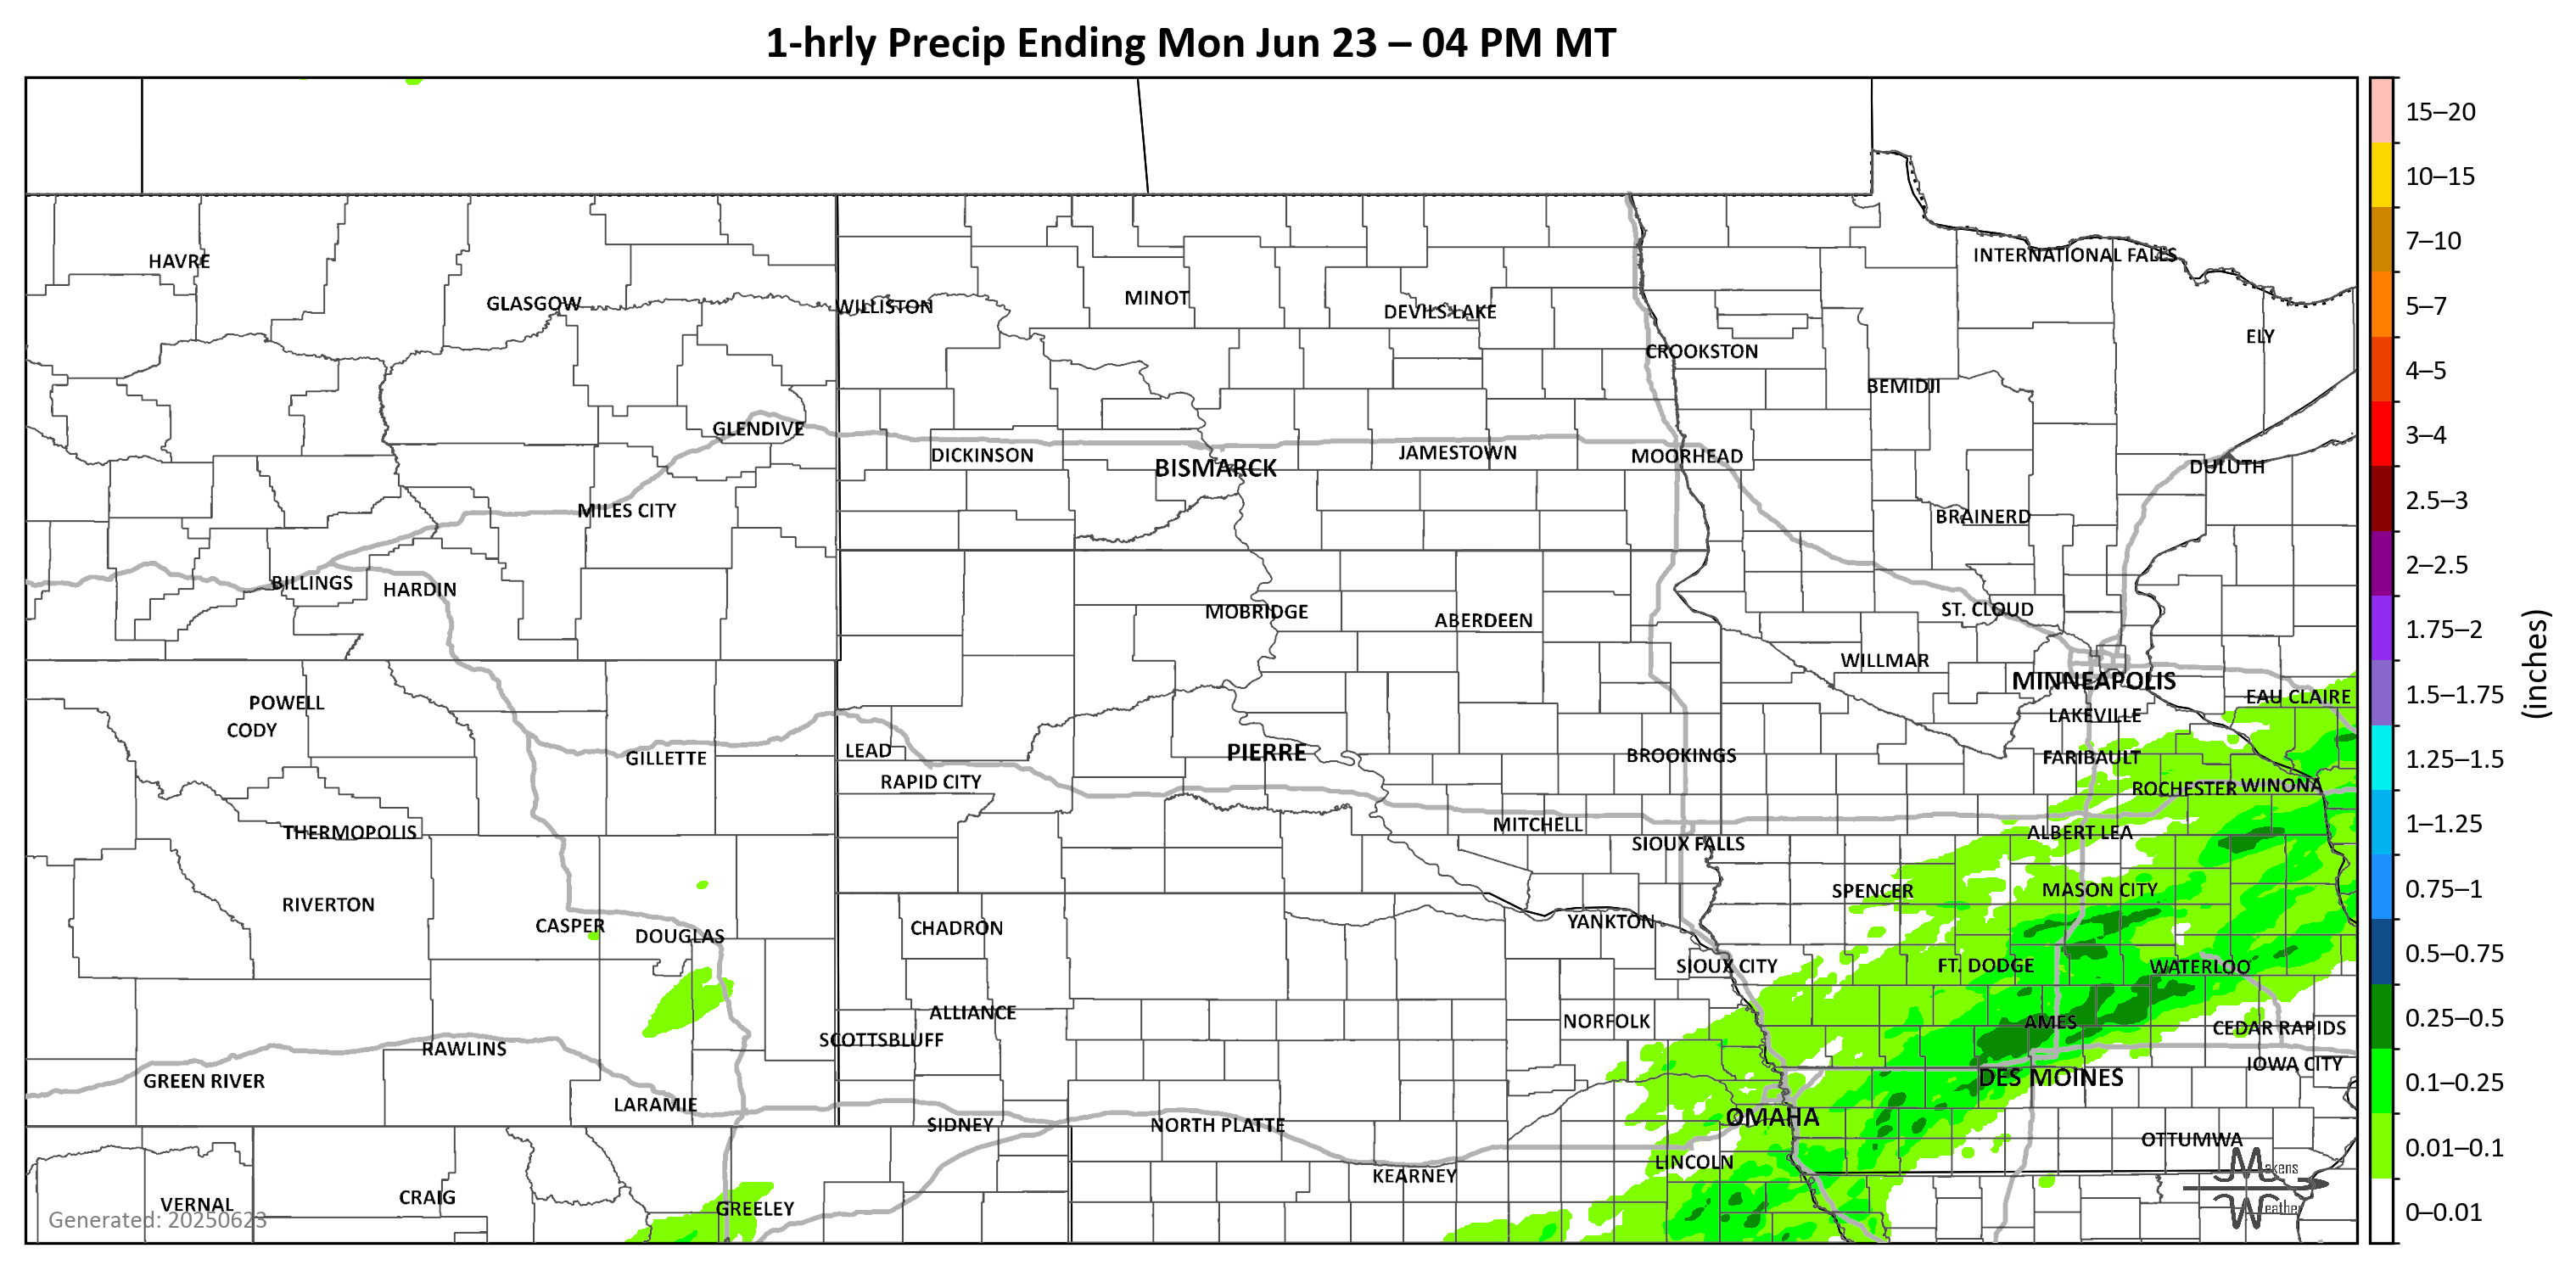 1-hrly Precip Ending Mon Jun 23 – 04 PM MT
15–20
10–15
7–10
5–7
4–5
3–4
2.5–3
2–2.5
1.75–2
1.5–1.75
1.25–1.5
1–1.25
0.75–1
0.5–0.75
0.25–0.5
0.1–0.25
0.01–0.1
0–0.01
(inches)
HAVRE
GLASGOW
WILLISTON
MINOT
DEVILS LAKE
INTERNATIONAL FALLS
ELY
CROOKSTON
BEMIDJI
GLENDIVE
DICKINSON
BISMARCK
JAMESTOWN
MOORHEAD
DULUTH
MILES CITY
BRAINERD
BILLINGS
HARDIN
MOBRIDGE
ABERDEEN
ST. CLOUD
WILLMAR
MINNEAPOLIS
EAU CLAIRE
POWELL
CODY
LAKEVILLE
GILLETTE
LEAD
PIERRE
BROOKINGS
FARIBAULT
RAPID CITY
ROCHESTER
WINONA
THERMOPOLIS
MITCHELL
SIOUX FALLS
ALBERT LEA
RIVERTON
SPENCER
MASON CITY
CASPER
DOUGLAS
CHADRON
YANKTON
SIOUX CITY
FT. DODGE
WATERLOO
ALLIANCE
NORFOLK
AMES
CEDAR RAPIDS
RAWLINS
SCOTTSBLUFF
IOWA CITY
GREEN RIVER
DES MOINES
LARAMIE
SIDNEY
NORTH PLATTE
OMAHA
OTTUMWA
LINCOLN
KEARNEY
VERNAL
CRAIG
GREELEY
Generated: 20250623
Makens
Weather